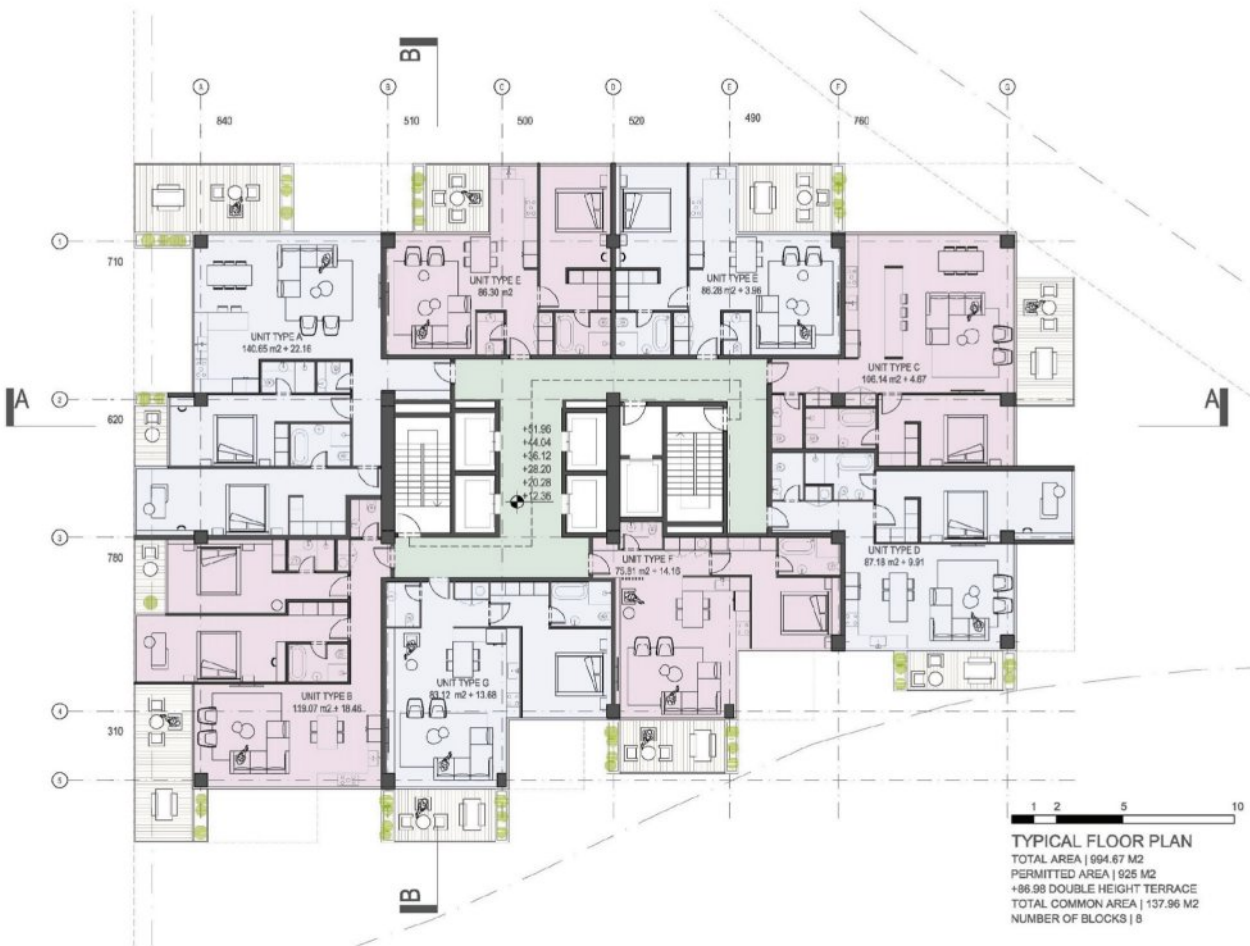 B
A B C D E F G
840 510 500 520 490 760
1
710
UNIT TYPE E
86.30 m2
UNIT TYPE E
86.28 m2 + 3.96
UNIT TYPE A
140.65 m2 + 22.16
UNIT TYPE C
106.14 m2 + 4.67
2
A
A
620
+51.96
+44.04
+36.12
+28.20
+20.28
+12.36
3
780
UNIT TYPE F
75.81 m2 + 14.16
UNIT TYPE D
87.18 m2 + 9.91
UNIT TYPE G
83.12 m2 + 13.68
UNIT TYPE B
119.07 m2 + 18.46
4
310
5
B
1 2 5 10
TYPICAL FLOOR PLAN
TOTAL AREA | 994.67 M2
PERMITTED AREA | 925 M2
+86.98 DOUBLE HEIGHT TERRACE
TOTAL COMMON AREA | 137.96 M2
NUMBER OF BLOCKS | 8